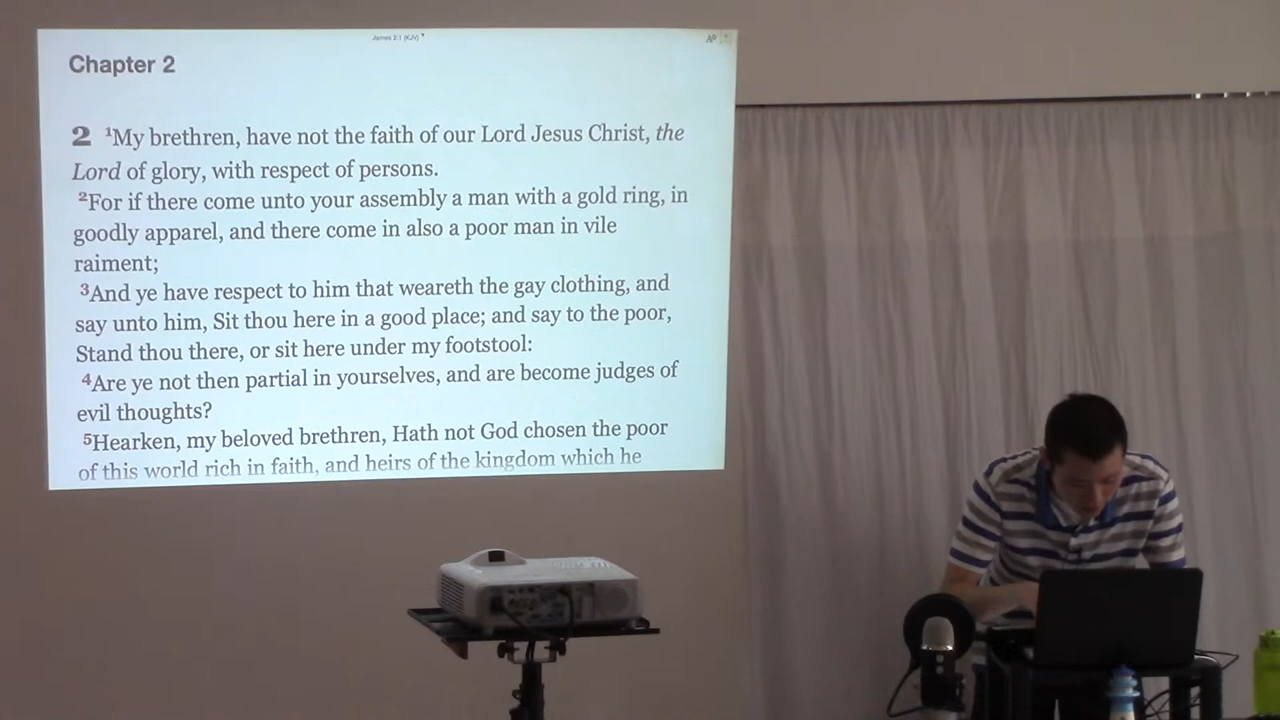 James 2:1 (KJV)
Chapter 2
2 1My brethren, have not the faith of our Lord Jesus Christ, the
Lord of glory, with respect of persons.
2For if there come unto your assembly a man with a gold ring, in
goodly apparel, and there come in also a poor man in vile
raiment;
3And ye have respect to him that weareth the gay clothing, and
say unto him, Sit thou here in a good place; and say to the poor,
Stand thou there, or sit here under my footstool:
4Are ye not then partial in yourselves, and are become judges of
evil thoughts?
5Hearken, my beloved brethren, Hath not God chosen the poor
of this world rich in faith, and heirs of the kingdom which he